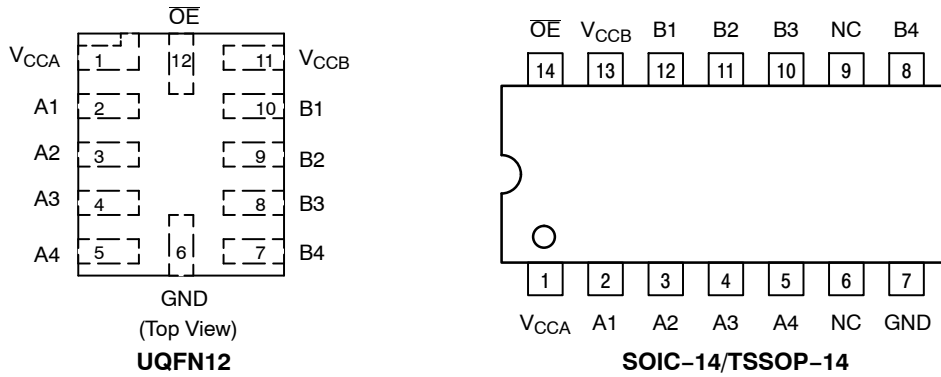 OE
VCCA 1 12 11 VCCB
A1 2 10 B1
A2 3 9 B2
A3 4 8 B3
A4 5 6 7 B4
GND
(Top View)
UQFN12
OE VCCB B1 B2 B3 NC B4
14 13 12 11 10 9 8
1 2 3 4 5 6 7
VCCA A1 A2 A3 A4 NC GND
SOIC−14/TSSOP−14